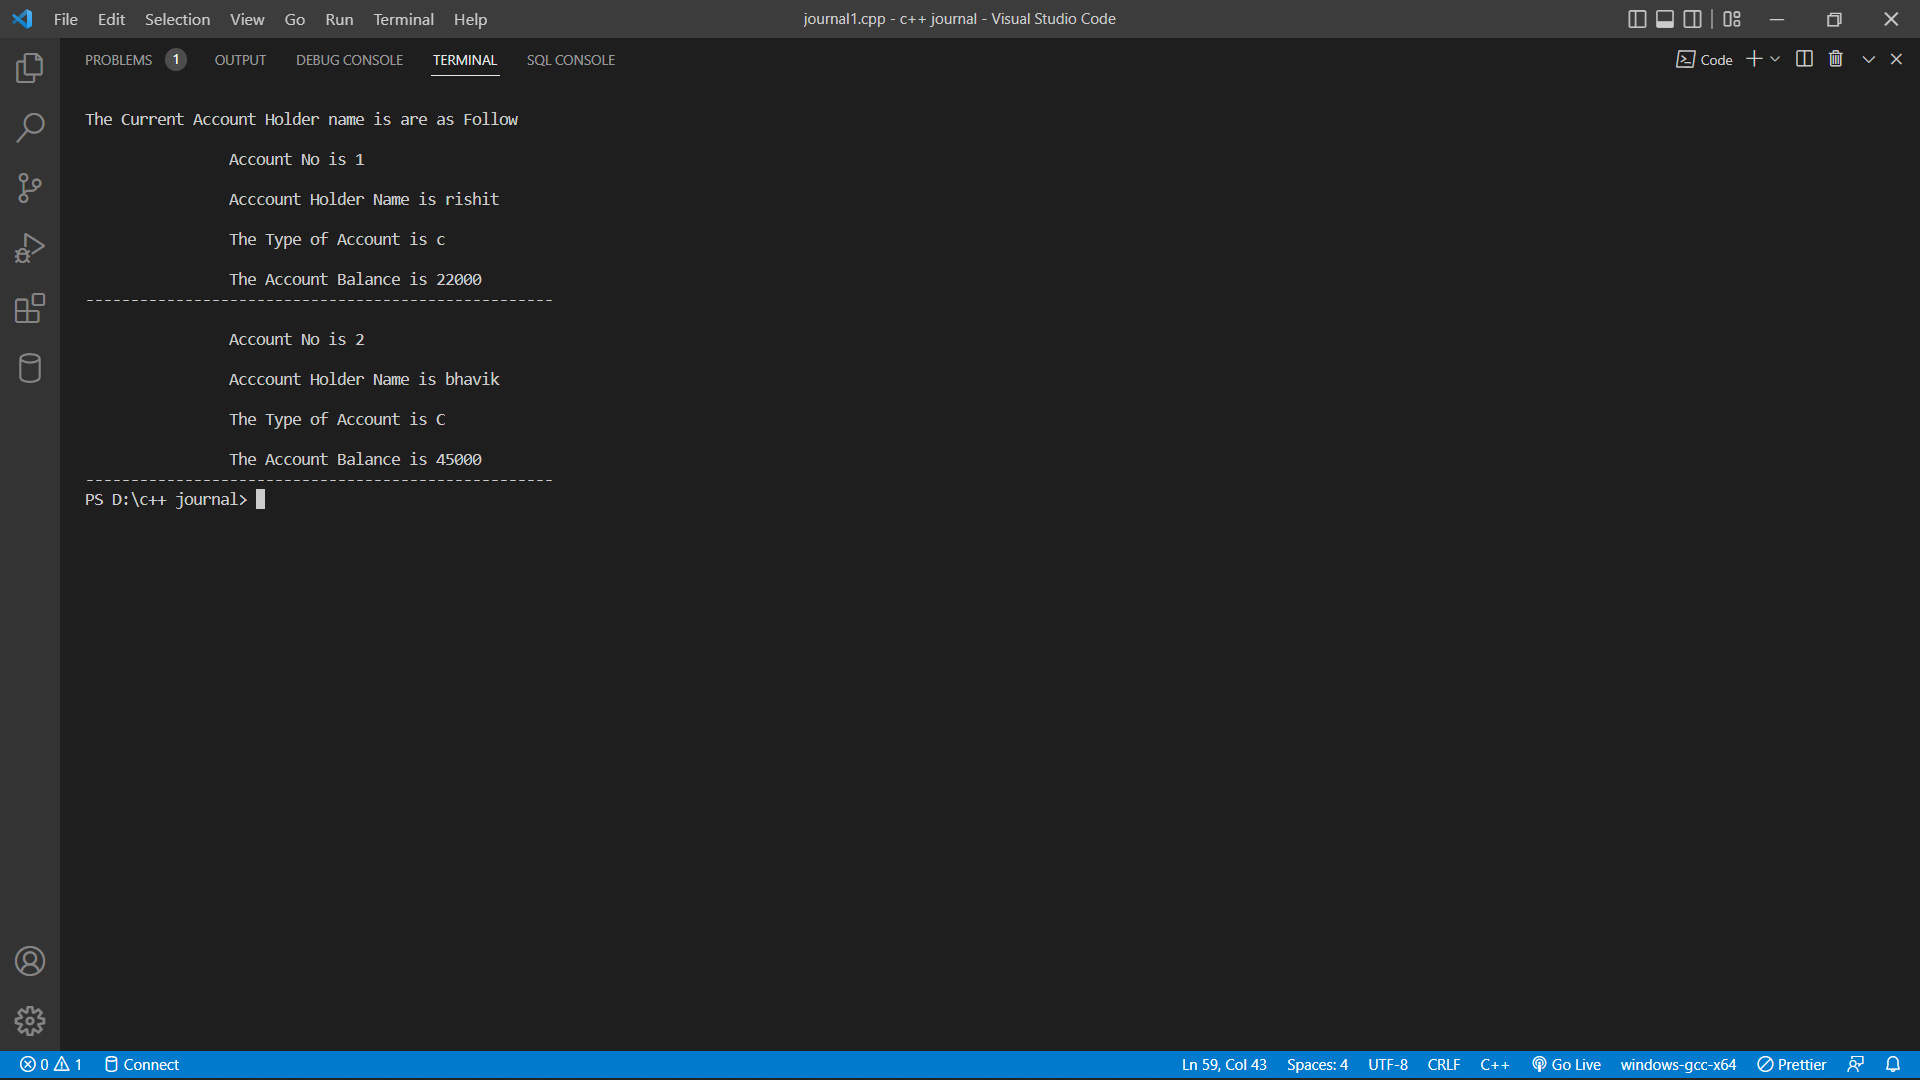 File Edit Selection View Go Run Terminal Help journal1.cpp - c++ journal - Visual Studio Code
PROBLEMS 1 OUTPUT DEBUG CONSOLE TERMINAL SQL CONSOLE Code
The Current Account Holder name is are as Follow
Account No is 1
Acccount Holder Name is rishit
The Type of Account is c
The Account Balance is 22000
----------------------------------------------------
Account No is 2
Acccount Holder Name is bhavik
The Type of Account is C
The Account Balance is 45000
----------------------------------------------------
PS D:\c++ journal>
0 1 Connect Ln 59, Col 43 Spaces: 4 UTF-8 CRLF C++ Go Live windows-gcc-x64 Prettier